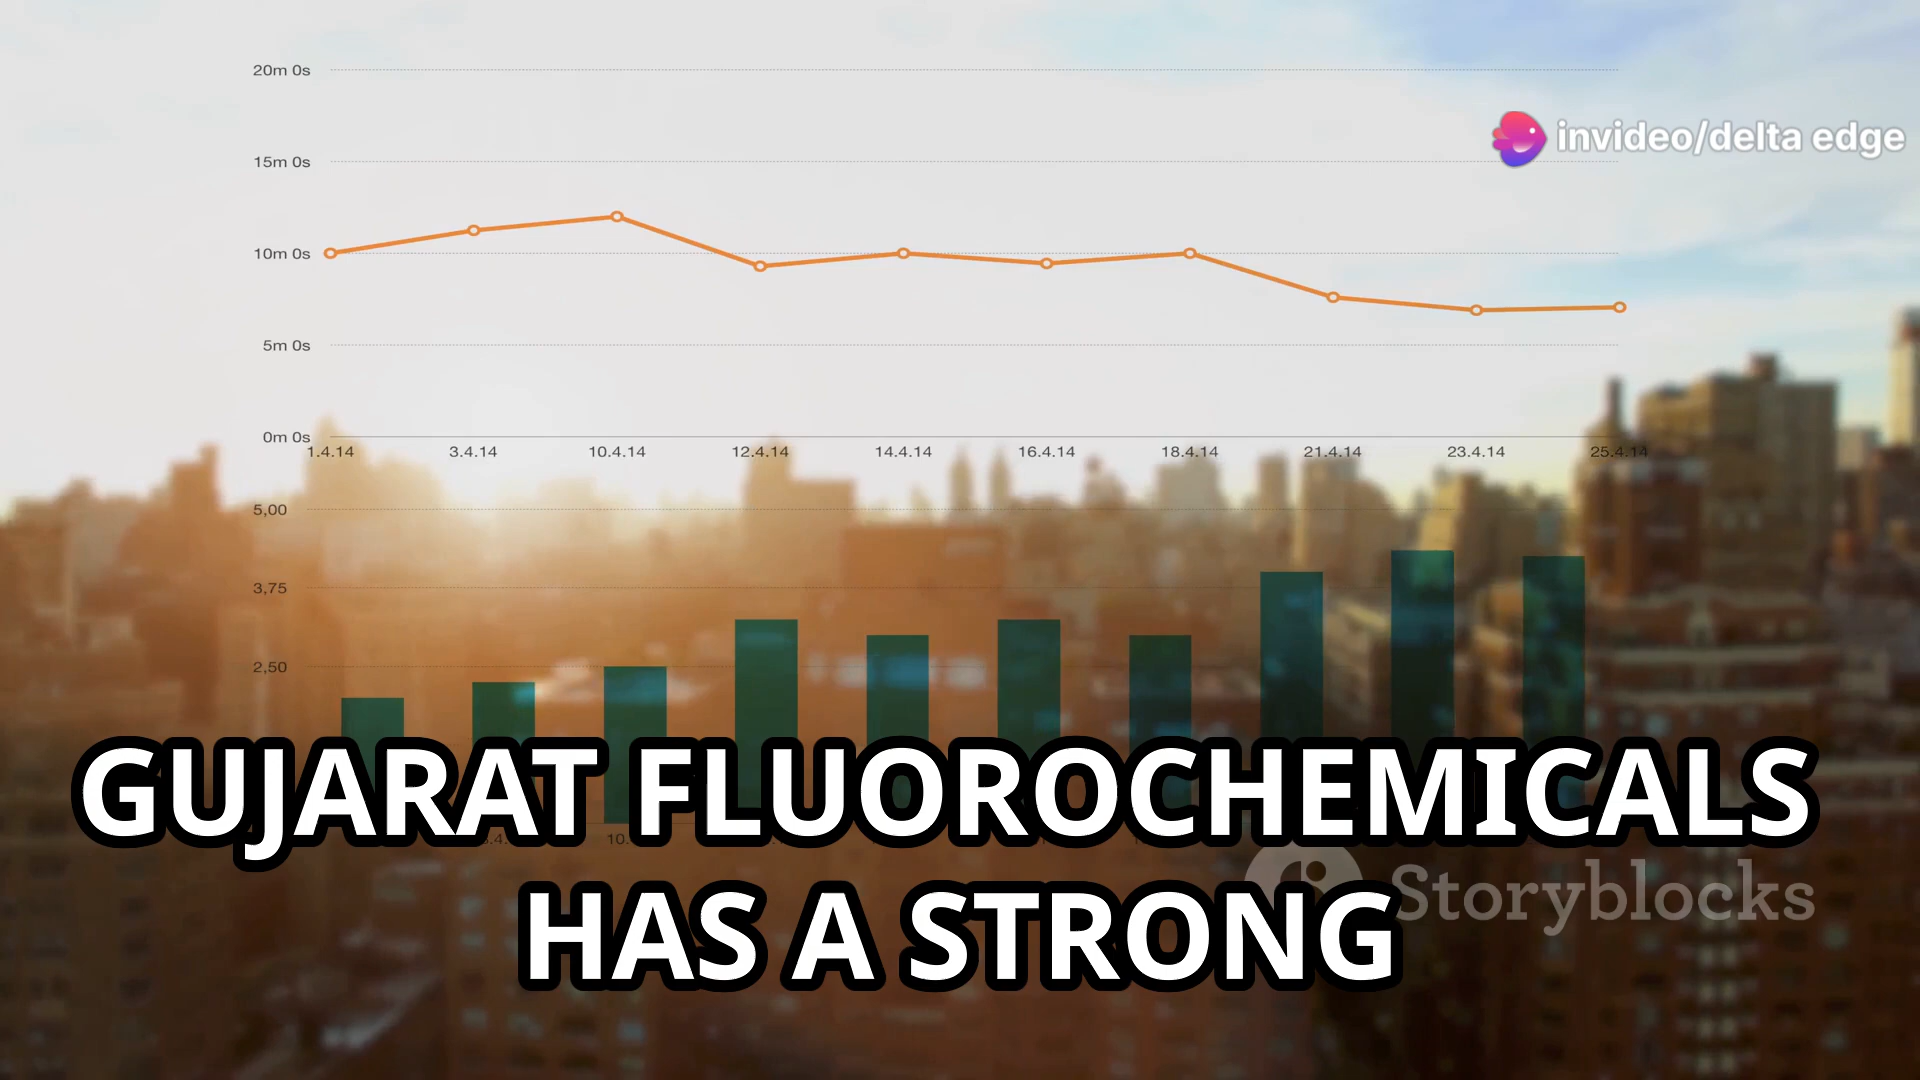 20m 0s
15m 0s
invideo/delta edge
10m 0s
5m 0s
0m 0s
1.4.14 3.4.14 10.4.14 12.4.14 14.4.14 16.4.14 18.4.14 21.4.14 23.4.14 25.4.14
5,00
3,75
2,50
GUJARAT FLUOROCHEMICALS
HAS A STRONG
Storyblocks